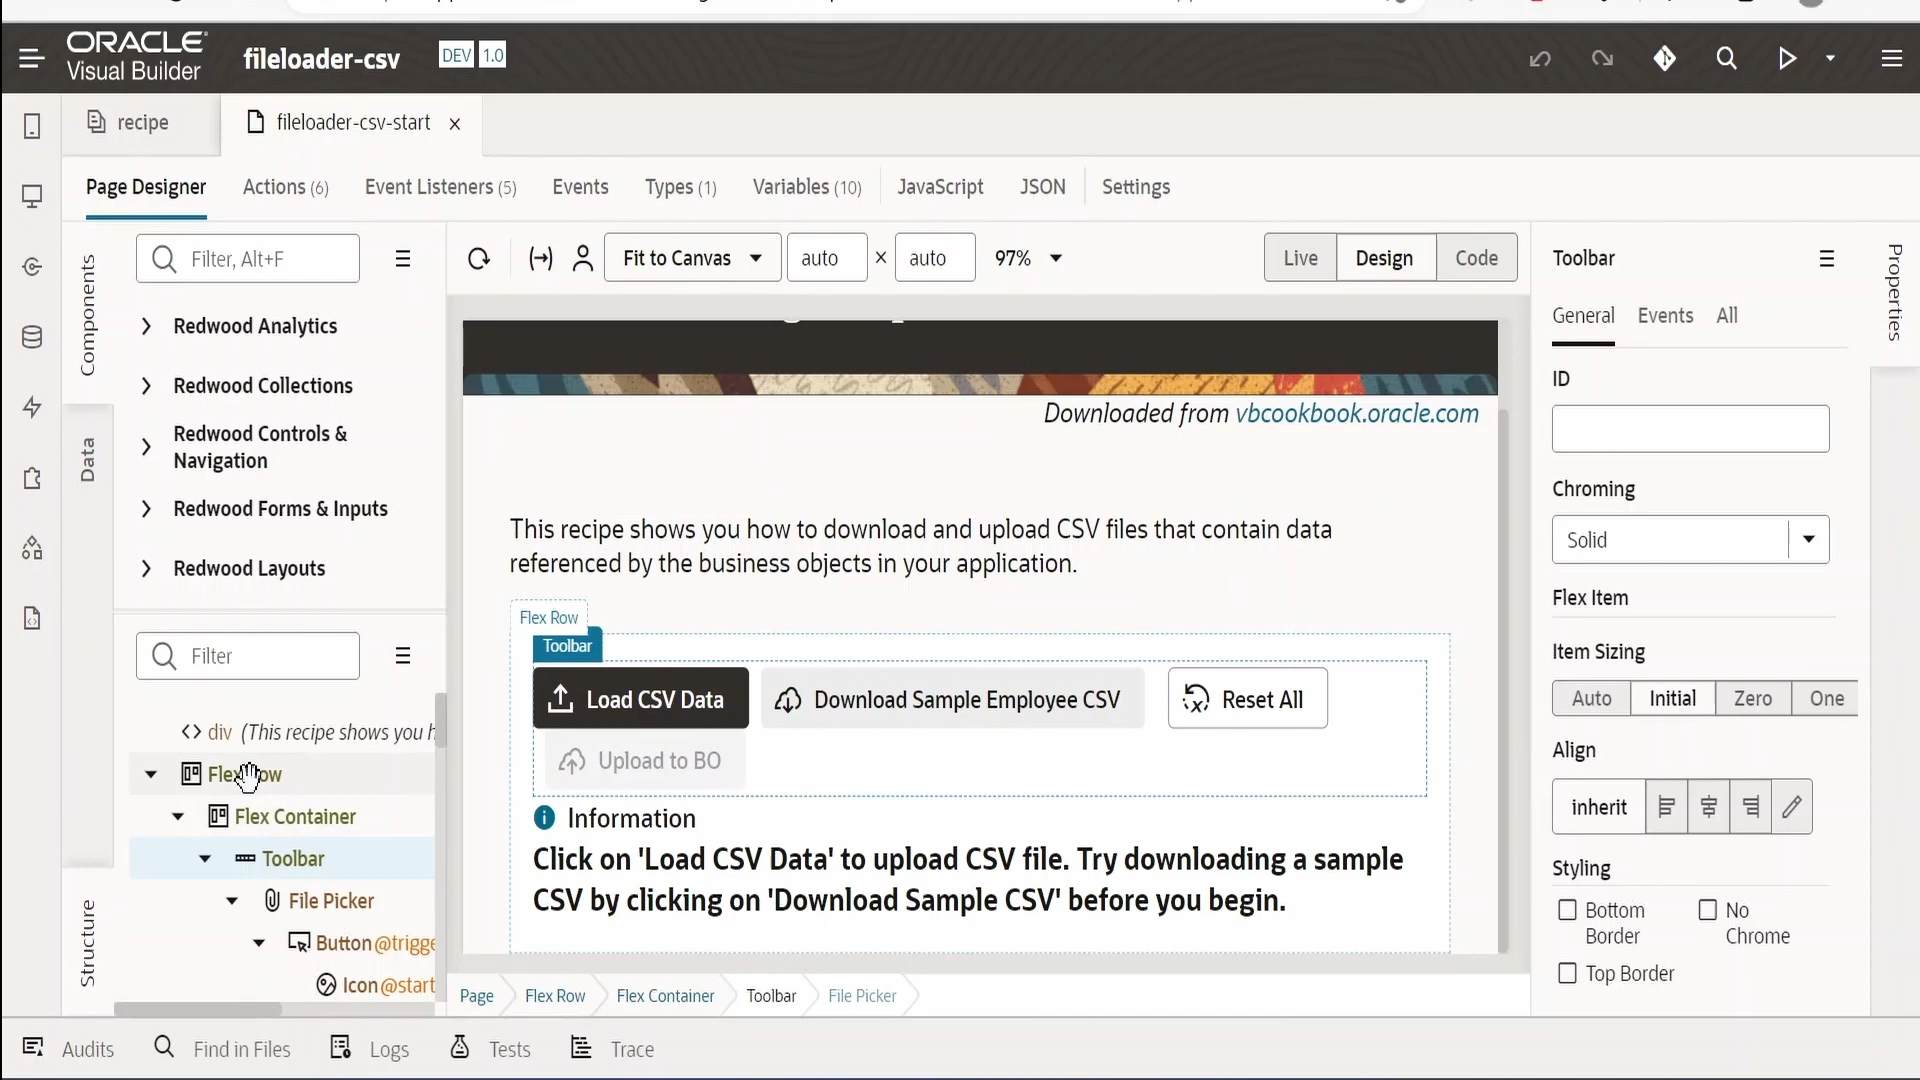 ORACLE
Visual Builder
fileloader-csv
DEV 1.0
recipe
fileloader-csv-start
Page Designer
Actions (6)
Event Listeners (5)
Events
Types (1)
Variables (10)
JavaScript
JSON
Settings
Components
Data
Structure
Filter, Alt+F
Redwood Analytics
Redwood Collections
Redwood Controls &
Navigation
Redwood Forms & Inputs
Redwood Layouts
Filter
div (This recipe shows you h
Flex Row
Flex Container
Toolbar
File Picker
Button @trigge
Icon @start
Fit to Canvas
auto × auto
97%
Live
Design
Code
Downloaded from vbcookbook.oracle.com
This recipe shows you how to download and upload CSV files that contain data
referenced by the business objects in your application.
Flex Row
Toolbar
Load CSV Data
Download Sample Employee CSV
Reset All
Upload to BO
Information
Click on 'Load CSV Data' to upload CSV file. Try downloading a sample
CSV by clicking on 'Download Sample CSV' before you begin.
Page
Flex Row
Flex Container
Toolbar
File Picker
Toolbar
Properties
General
Events
All
ID
Chroming
Solid
Flex Item
Item Sizing
Auto
Initial
Zero
One
Align
inherit
Styling
Bottom
Border
No
Chrome
Top Border
Audits
Find in Files
Logs
Tests
Trace